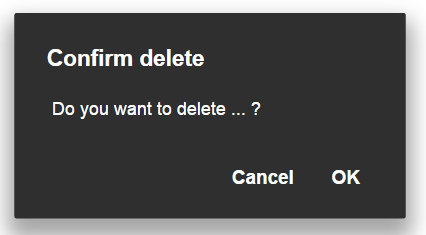 Confirm delete
Do you want to delete ... ?
Cancel OK